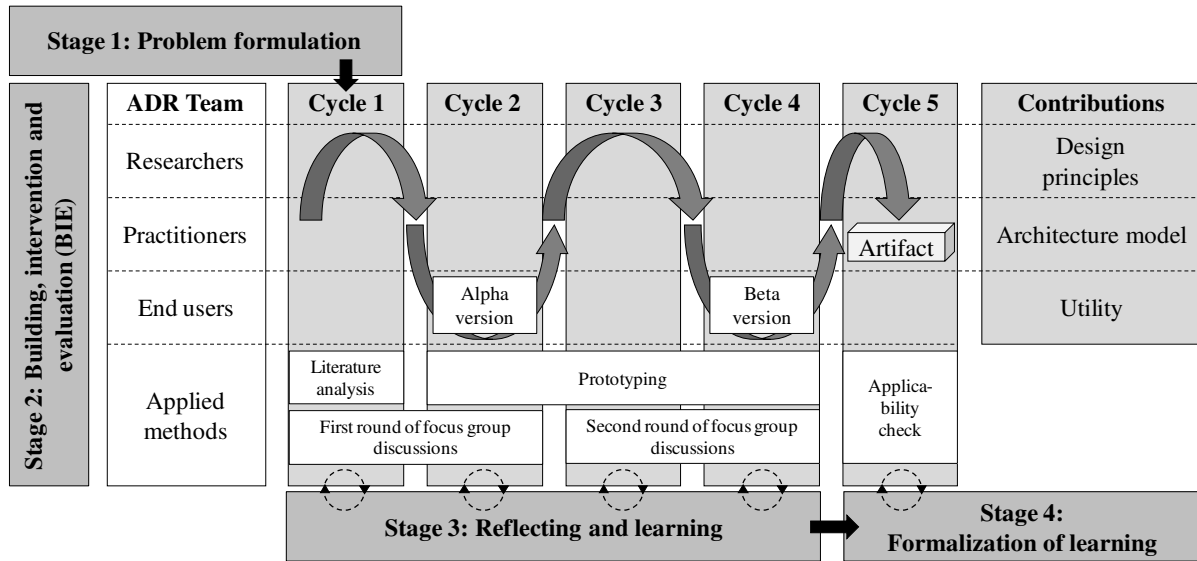 Stage 1: Problem formulation
Stage 2: Building, intervention and
evaluation (BIE)
ADR Team
Cycle 1
Cycle 2
Cycle 3
Cycle 4
Cycle 5
Contributions
Researchers
Design
principles
Practitioners
Artifact
Architecture model
End users
Alpha
version
Beta
version
Utility
Applied
methods
Literature
analysis
Prototyping
Applica-
bility
check
First round of focus group
discussions
Second round of focus group
discussions
Stage 3: Reflecting and learning
Stage 4:
Formalization of learning